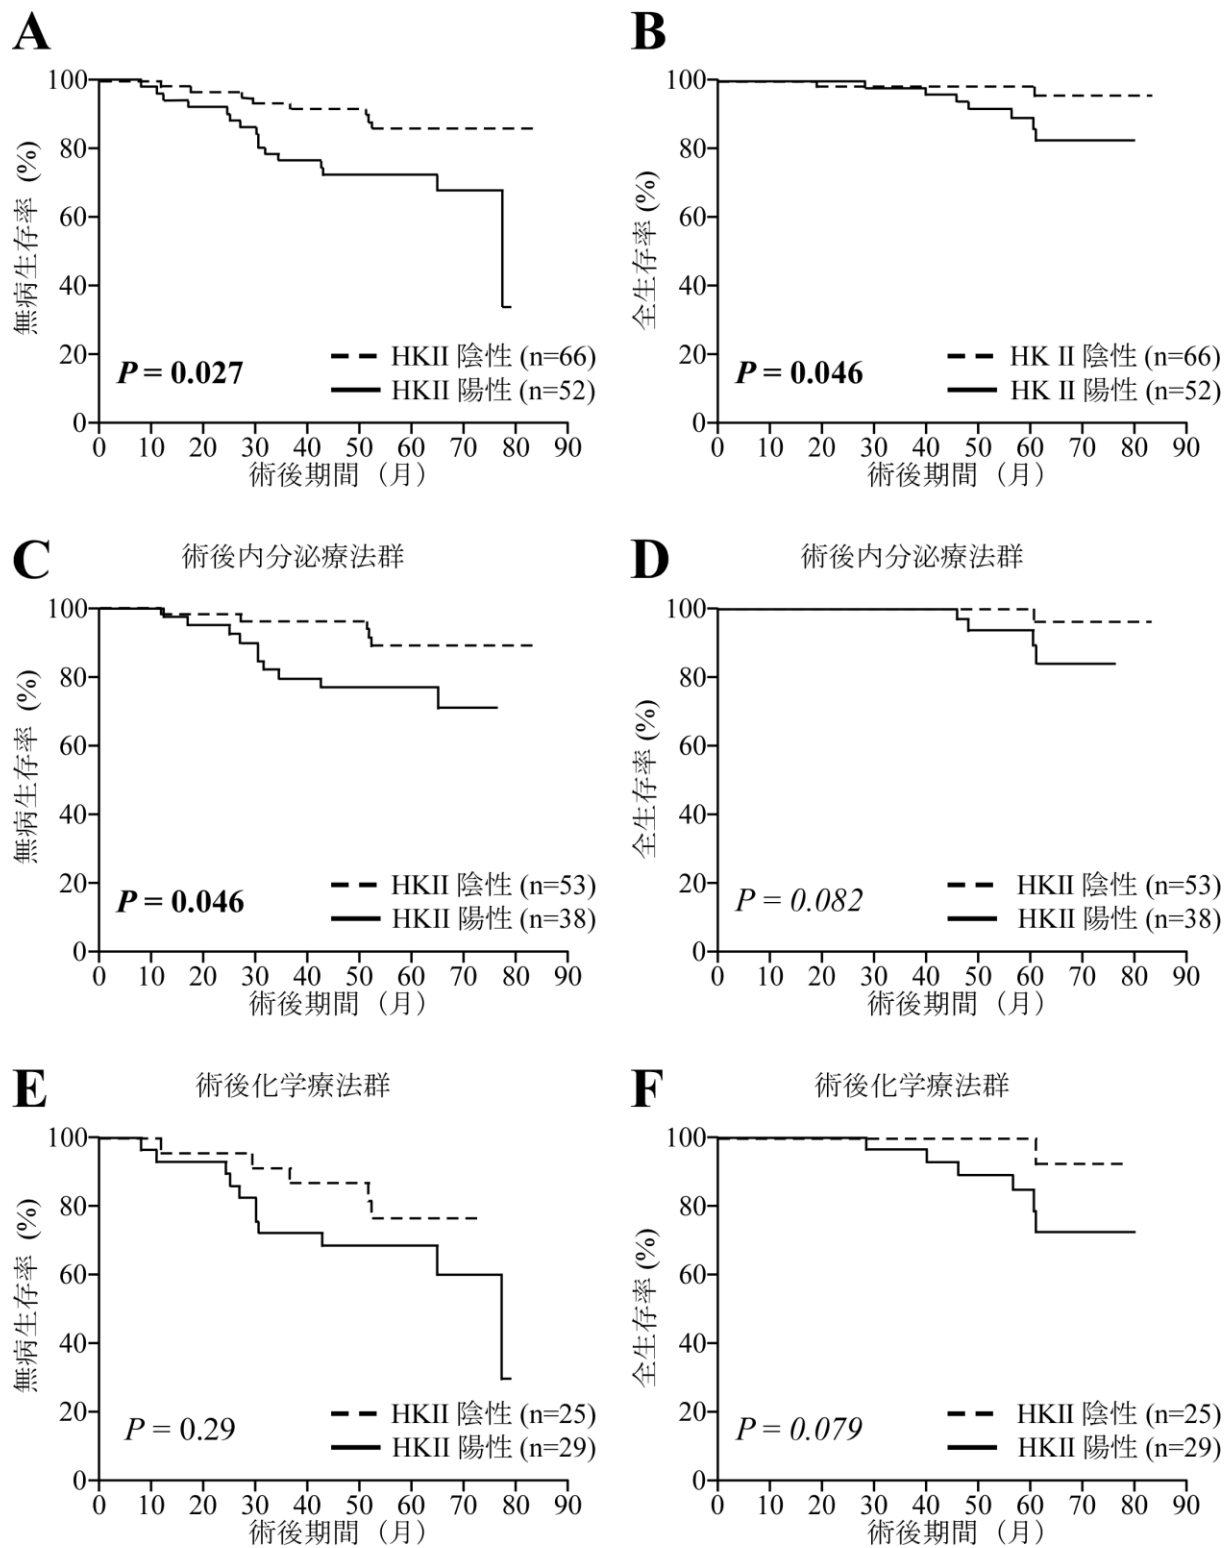 A
100
80
60
40
20
0
無病生存率 (%)
P = 0.027
HKII 陰性 (n=66)
HKII 陽性 (n=52)
0 10 20 30 40 50 60 70 80 90
術後期間（月）
B
100
80
60
40
20
0
全生存率 (%)
P = 0.046
HK II 陰性 (n=66)
HK II 陽性 (n=52)
0 10 20 30 40 50 60 70 80 90
術後期間（月）
C
術後内分泌療法群
100
80
60
40
20
0
無病生存率 (%)
P = 0.046
HKII 陰性 (n=53)
HKII 陽性 (n=38)
0 10 20 30 40 50 60 70 80 90
術後期間（月）
D
術後内分泌療法群
100
80
60
40
20
0
全生存率 (%)
P = 0.082
HKII 陰性 (n=53)
HKII 陽性 (n=38)
0 10 20 30 40 50 60 70 80 90
術後期間（月）
E
術後化学療法群
100
80
60
40
20
0
無病生存率 (%)
P = 0.29
HKII 陰性 (n=25)
HKII 陽性 (n=29)
0 10 20 30 40 50 60 70 80 90
術後期間（月）
F
術後化学療法群
100
80
60
40
20
0
全生存率 (%)
P = 0.079
HKII 陰性 (n=25)
HKII 陽性 (n=29)
0 10 20 30 40 50 60 70 80 90
術後期間（月）